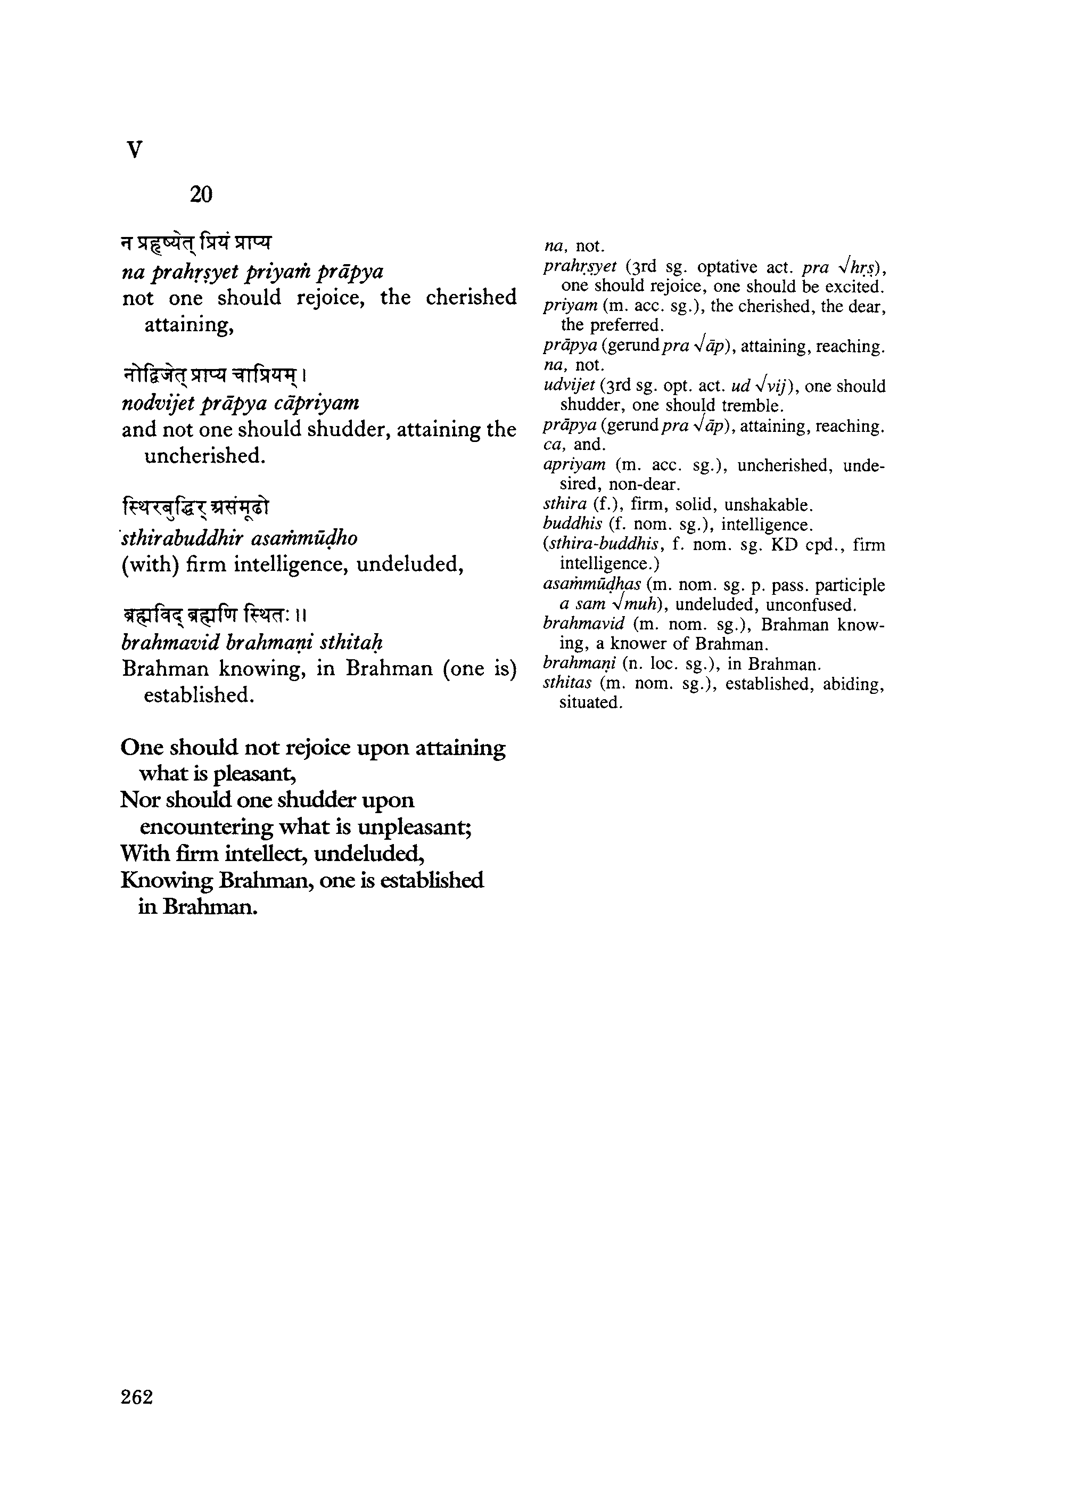 V
20
न प्रहृष्येत् प्रियं प्राप्य
na prahṛṣyet priyaṁ prāpya
not one should rejoice, the cherished
attaining,
नोद्विजेत् प्राप्य चाप्रियम् ।
nodvijet prāpya cāpriyam
and not one should shudder, attaining the
uncherished.
स्थिरबुद्धिर् असंमूढो
sthirabuddhir asaṁmūḍho
(with) firm intelligence, undeluded,
ब्रह्मविद् ब्रह्मणि स्थितः ।।
brahmavid brahmaṇi sthitaḥ
Brahman knowing, in Brahman (one is)
established.
One should not rejoice upon attaining
what is pleasant,
Nor should one shudder upon
encountering what is unpleasant;
With firm intellect, undeluded,
Knowing Brahman, one is established
in Brahman.
na, not.
prahṛṣyet (3rd sg. optative act. pra √hṛṣ),
one should rejoice, one should be excited.
priyam (m. acc. sg.), the cherished, the dear,
the preferred.
prāpya (gerund pra √āp), attaining, reaching.
na, not.
udvijet (3rd sg. opt. act. ud √vij), one should
shudder, one should tremble.
prāpya (gerund pra √āp), attaining, reaching.
ca, and.
apriyam (m. acc. sg.), uncherished, unde-
sired, non-dear.
sthira (f.), firm, solid, unshakable.
buddhis (f. nom. sg.), intelligence.
(sthira-buddhis, f. nom. sg. KD cpd., firm
intelligence.)
asaṁmūḍhas (m. nom. sg. p. pass. participle
a sam √muh), undeluded, unconfused.
brahmavid (m. nom. sg.), Brahman know-
ing, a knower of Brahman.
brahmaṇi (n. loc. sg.), in Brahman.
sthitas (m. nom. sg.), established, abiding,
situated.
262